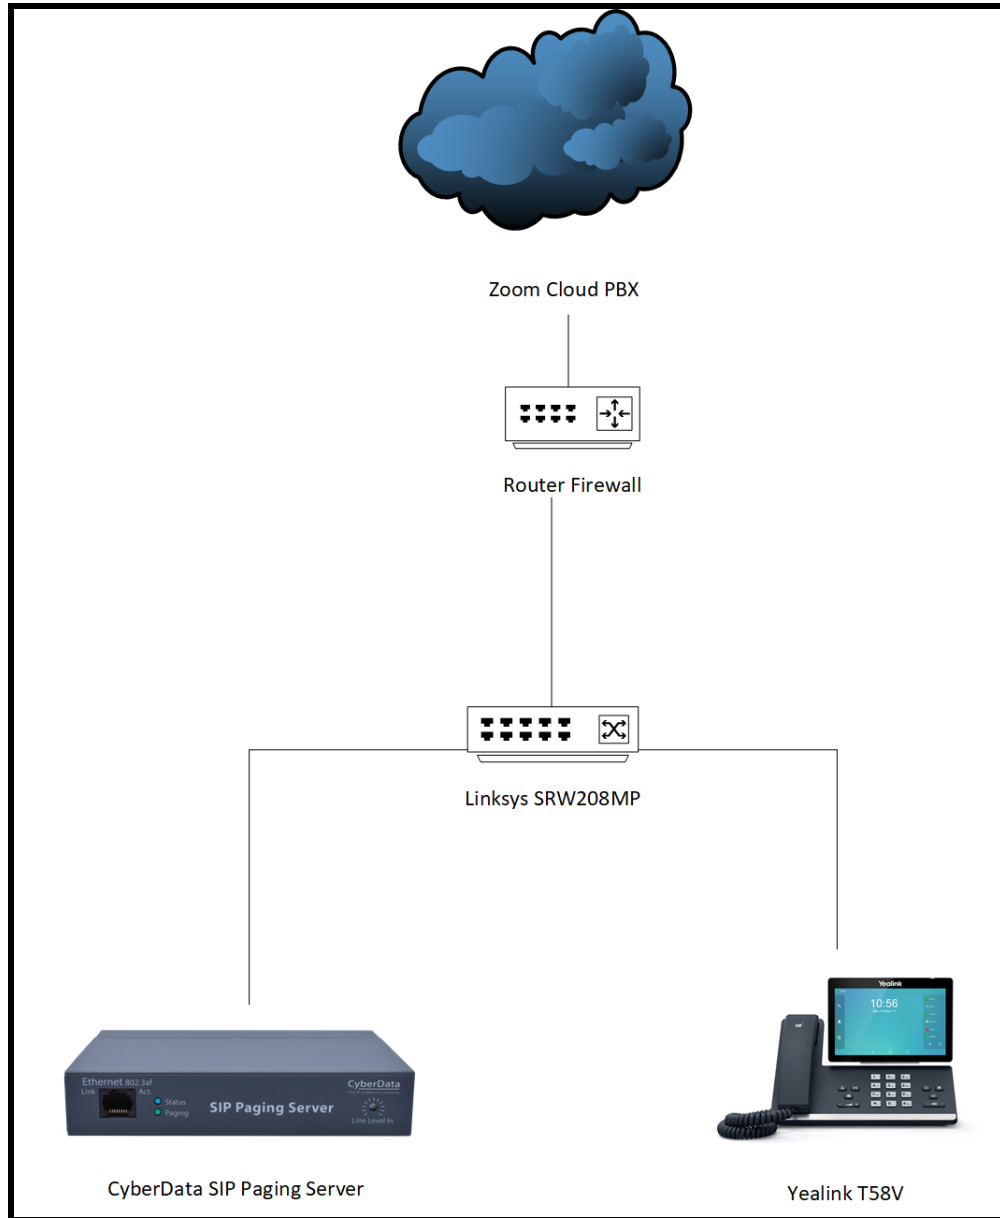 Zoom Cloud PBX
Router Firewall
Linksys SRW208MP
Yealink
10:56
Ethernet 802.3af
Link
Act.
CyberData
Status
Paging
SIP Paging Server
Line Level In
CyberData SIP Paging Server
Yealink T58V